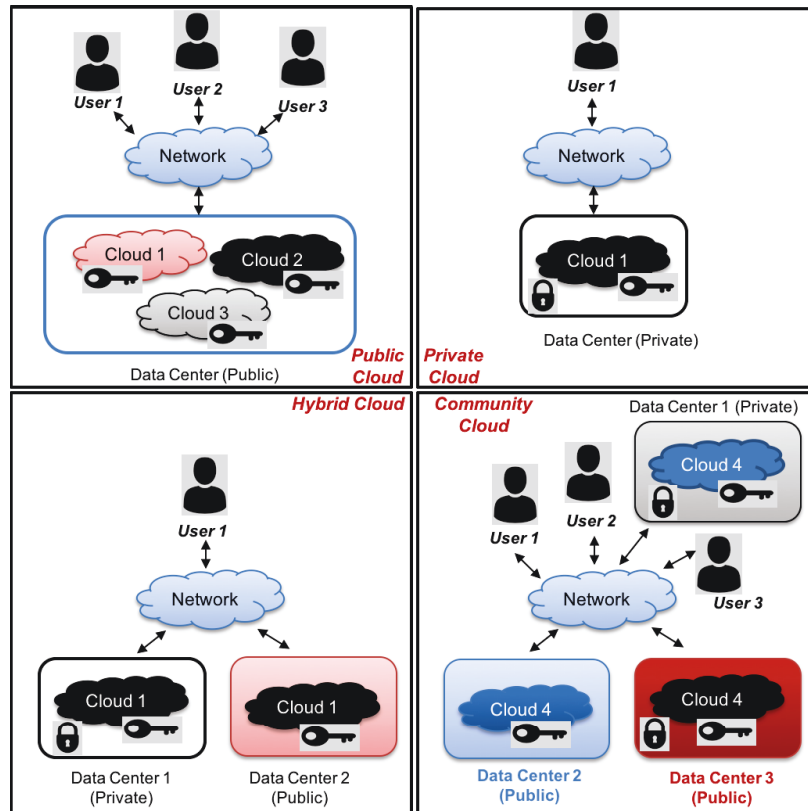 User 1
User 2
User 3
Network
Cloud 1
Cloud 2
Cloud 3
Data Center (Public)
Public
Cloud
User 1
Network
Cloud 1
Data Center (Private)
Private
Cloud
Hybrid Cloud
User 1
Network
Cloud 1
Data Center 1
(Private)
Cloud 1
Data Center 2
(Public)
Community
Cloud
Data Center 1 (Private)
Cloud 4
User 1
User 2
User 3
Network
Cloud 4
Data Center 2
(Public)
Cloud 4
Data Center 3
(Public)